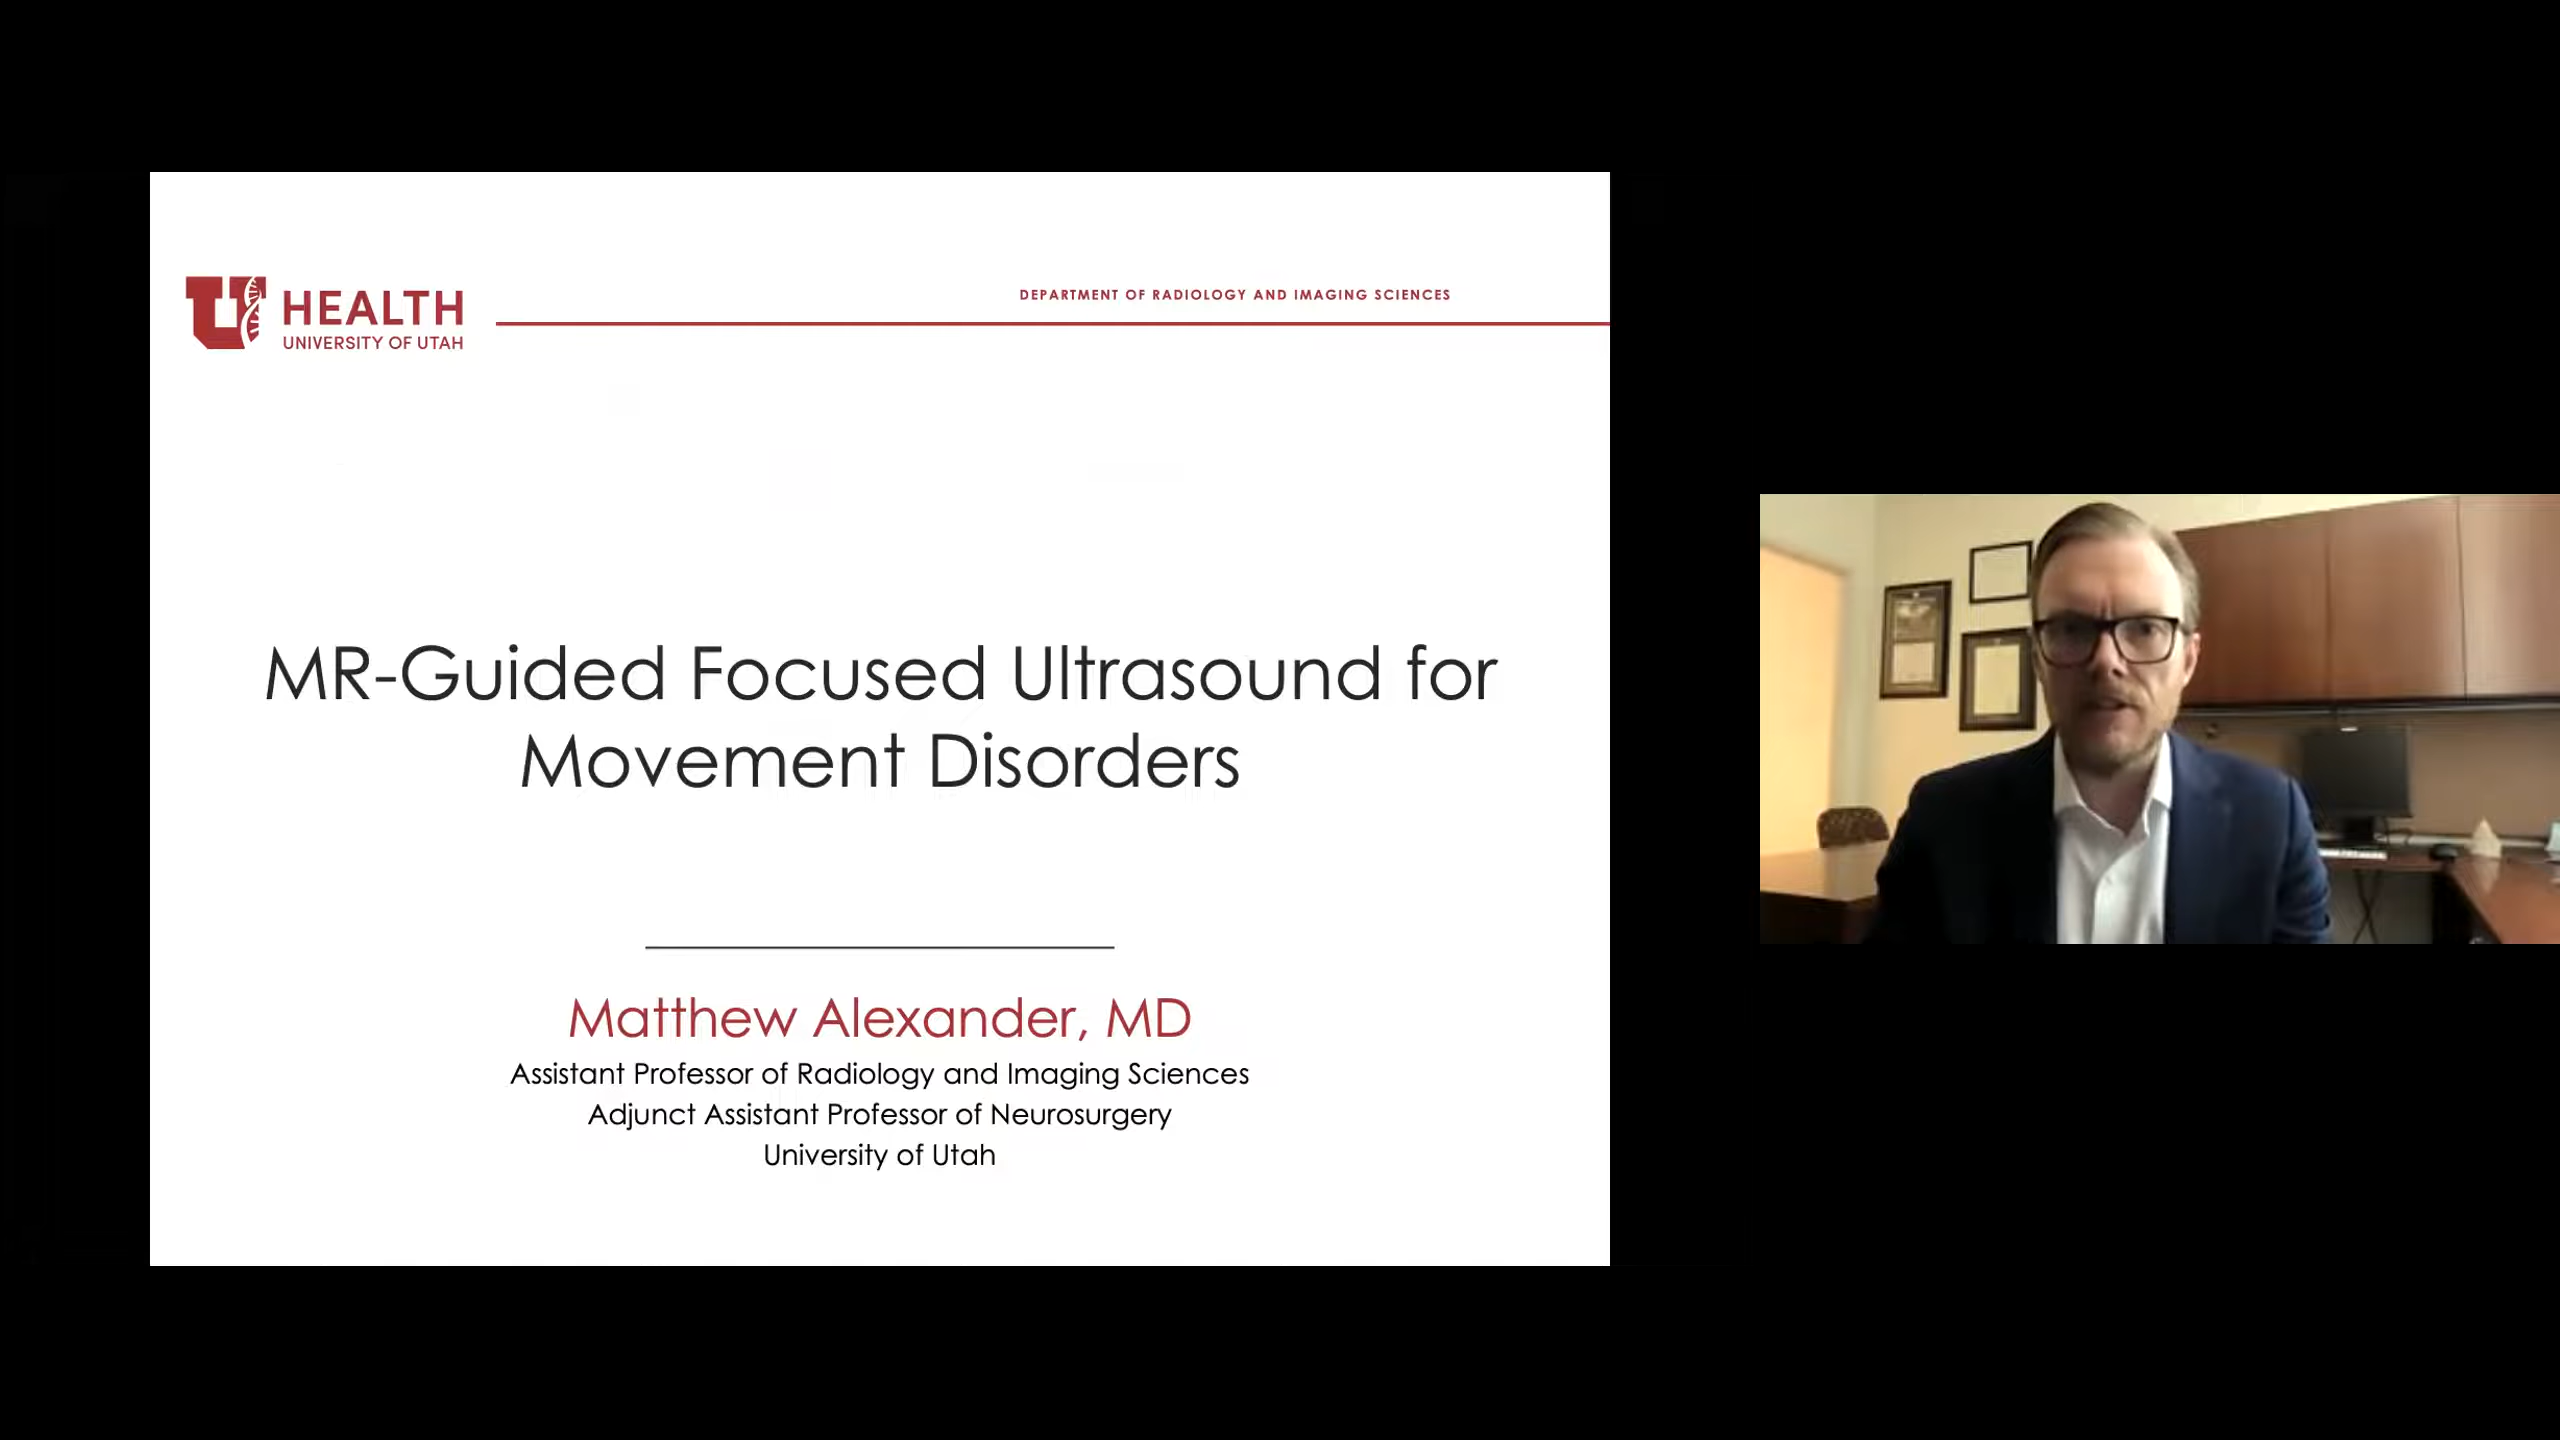 HEALTH
UNIVERSITY OF UTAH
DEPARTMENT OF RADIOLOGY AND IMAGING SCIENCES
MR-Guided Focused Ultrasound for
Movement Disorders
Matthew Alexander, MD
Assistant Professor of Radiology and Imaging Sciences
Adjunct Assistant Professor of Neurosurgery
University of Utah